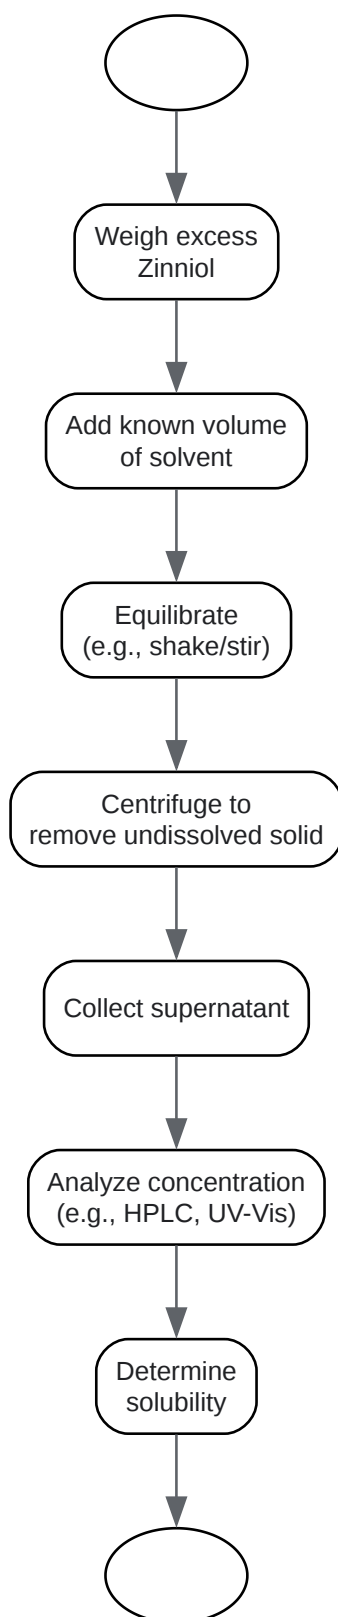 Weigh excess
Zinniol
Add known volume
of solvent
Equilibrate
(e.g., shake/stir)
Centrifuge to
remove undissolved solid
Collect supernatant
Analyze concentration
(e.g., HPLC, UV-Vis)
Determine
solubility